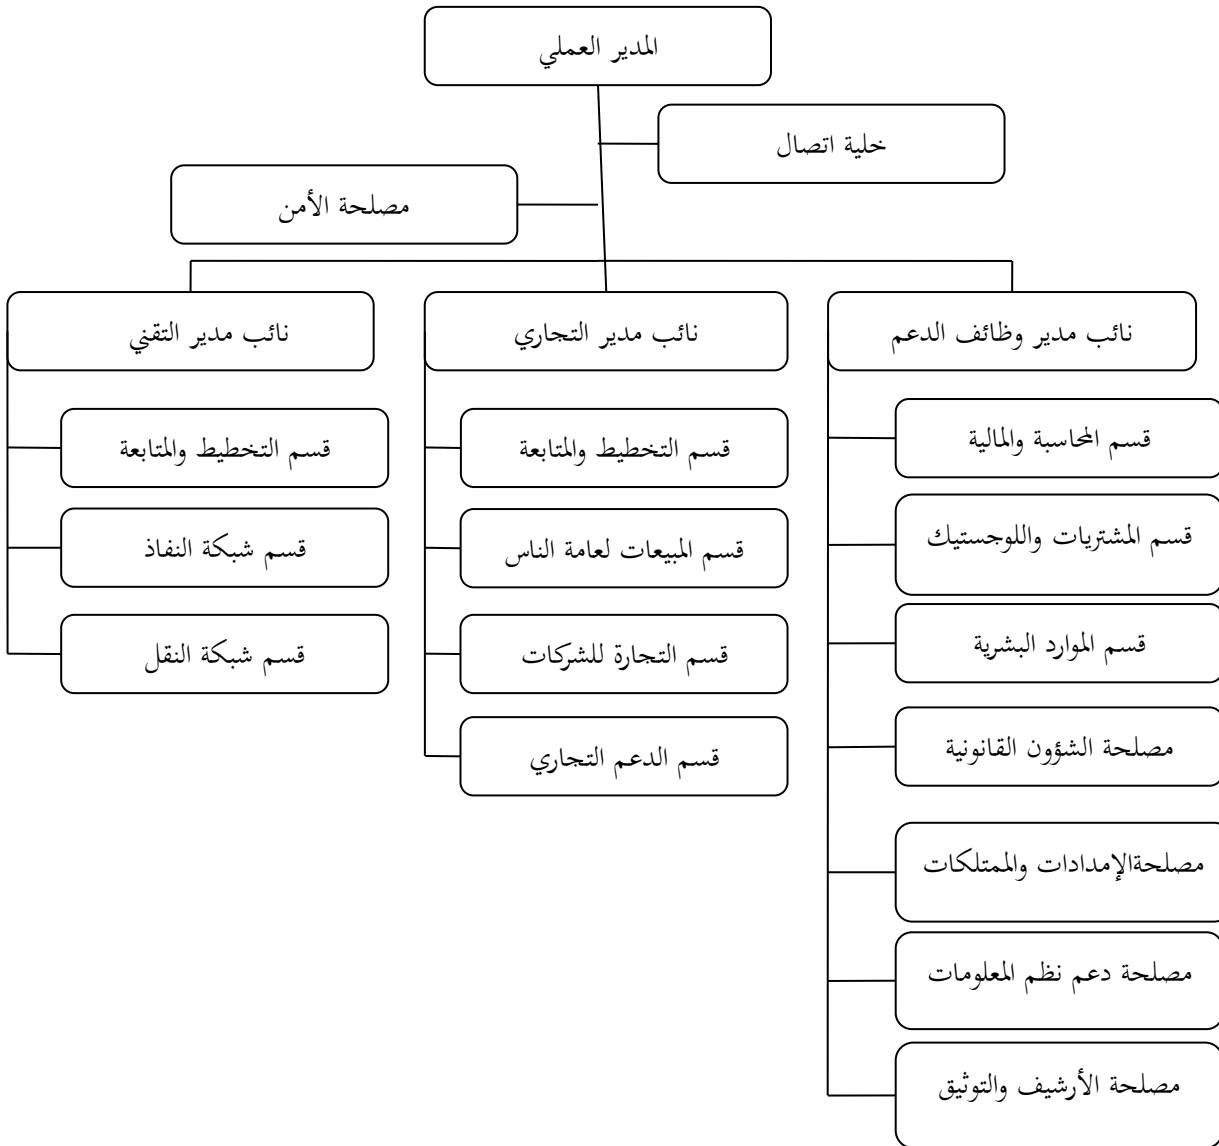 المدير العملي
خلية اتصال
مصلحة الأمن
نائب مدير وظائف الدعم
نائب مدير التجاري
نائب مدير التقني
قسم المحاسبة والمالية
قسم المشتريات واللوجستيك
قسم الموارد البشرية
مصلحة الشؤون القانونية
مصلحةالإمدادات والممتلكات
مصلحة دعم نظم المعلومات
مصلحة الأرشيف والتوثيق
قسم التخطيط والمتابعة
قسم المبيعات لعامة الناس
قسم التجارة للشركات
قسم الدعم التجاري
قسم التخطيط والمتابعة
قسم شبكة النفاذ
قسم شبكة النقل